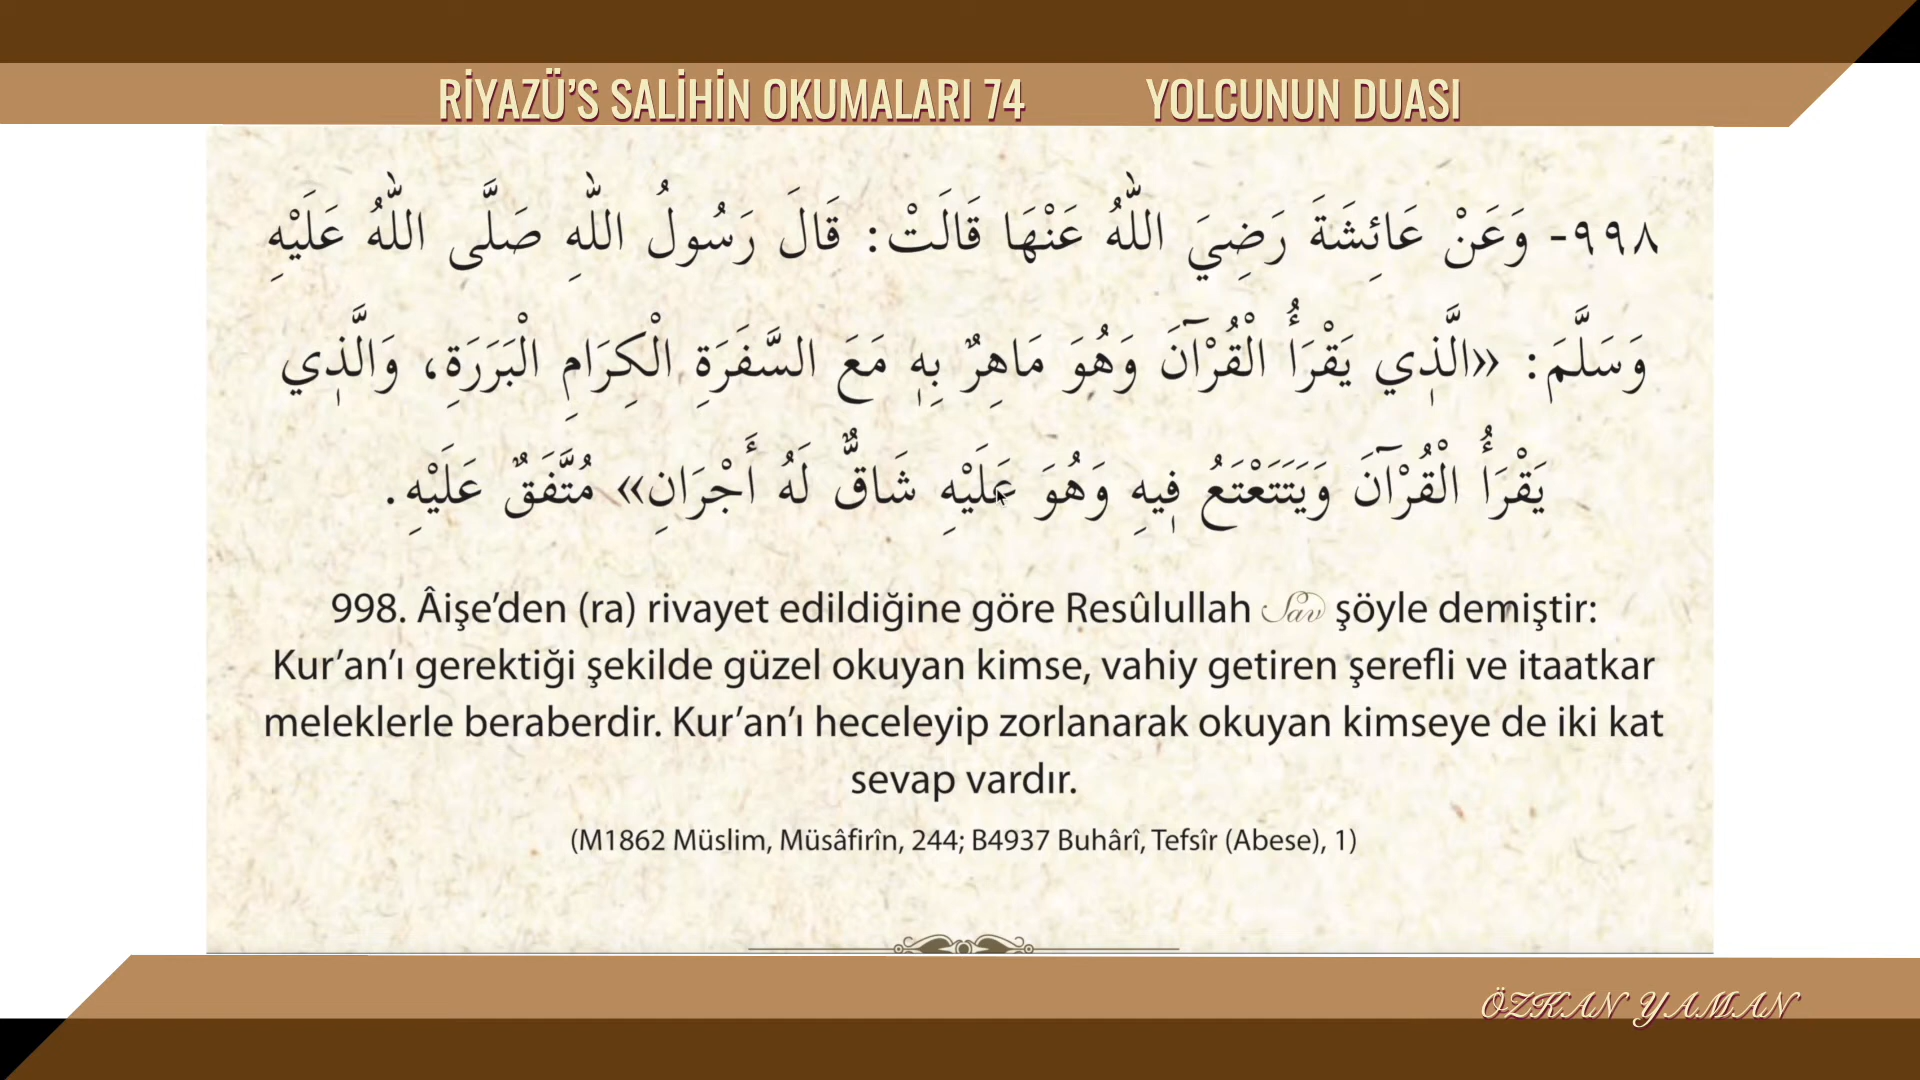 RİYAZÜ’S SALİHİN OKUMALARI 74 YOLCUNUN DUASI
٩٩٨- وَعَنْ عَائِشَةَ رَضِيَ اللّٰهُ عَنْهَا قَالَتْ: قَالَ رَسُولُ اللّٰهِ صَلَّى اللّٰهُ عَلَيْهِ
وَسَلَّمَ: «الَّذٖي يَقْرَأُ الْقُرْآنَ وَهُوَ مَاهِرٌ بِهٖ مَعَ السَّفَرَةِ الْكِرَامِ الْبَرَرَةِ، وَالَّذٖي
يَقْرَأُ الْقُرْآنَ وَيَتَتَعْتَعُ فٖيهِ وَهُوَ عَلَيْهِ شَاقٌّ لَهُ أَجْرَانِ» مُتَّفَقٌ عَلَيْهِ.
998. Âişe’den (ra) rivayet edildiğine göre Resûlullah Sav şöyle demiştir:
Kur’an’ı gerektiği şekilde güzel okuyan kimse, vahiy getiren şerefli ve itaatkar
meleklerle beraberdir. Kur’an’ı heceleyip zorlanarak okuyan kimseye de iki kat
sevap vardır.
(M1862 Müslim, Müsâfirîn, 244; B4937 Buhârî, Tefsîr (Abese), 1)
ÖZKAN YAMAN